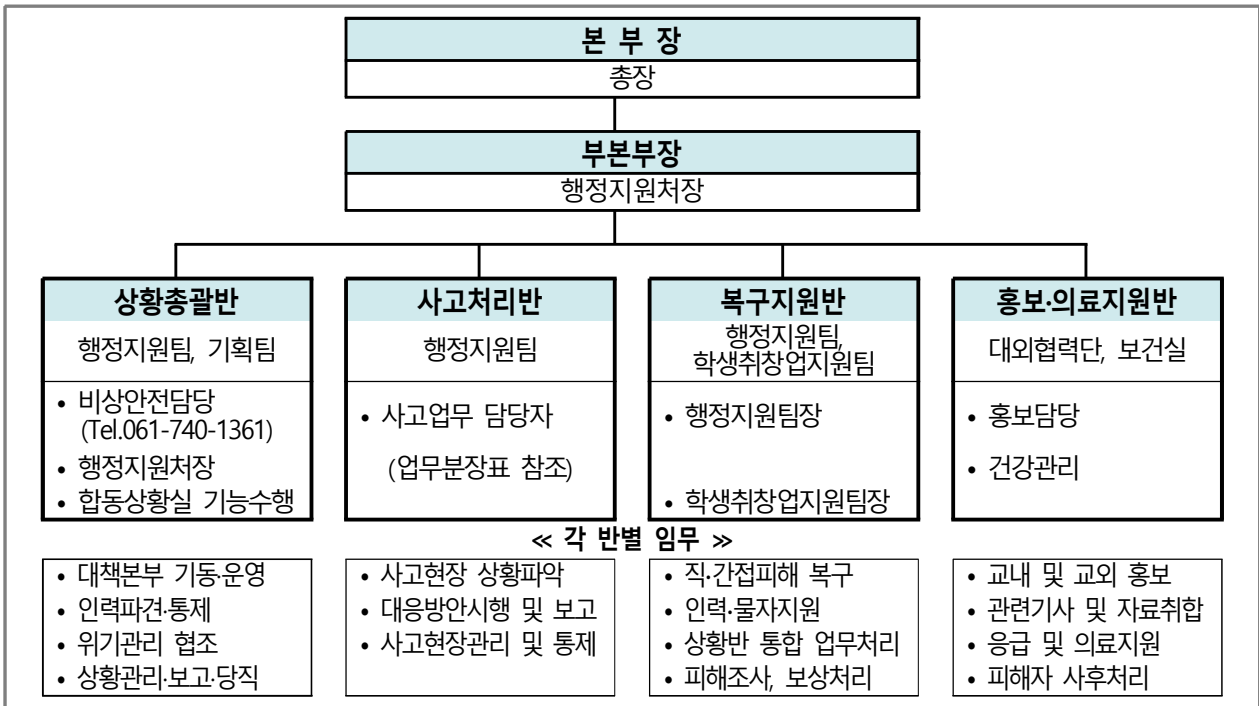 본 부 장
총장
부본부장
행정지원처장
상황총괄반
행정지원팀, 기획팀
• 비상안전담당
(Tel.061-740-1361)
• 행정지원처장
• 합동상황실 기능수행
사고처리반
행정지원팀
• 사고업무 담당자
(업무분장표 참조)
복구지원반
행정지원팀,
학생취창업지원팀
• 행정지원팀장
• 학생취창업지원팀장
홍보·의료지원반
대외협력단, 보건실
• 홍보담당
• 건강관리
≪ 각 반별 임무 ≫
• 대책본부 기동·운영
• 인력파견·통제
• 위기관리 협조
• 상황관리·보고·당직
• 사고현장 상황파악
• 대응방안시행 및 보고
• 사고현장관리 및 통제
• 직·간접피해 복구
• 인력·물자지원
• 상황반 통합 업무처리
• 피해조사, 보상처리
• 교내 및 교외 홍보
• 관련기사 및 자료취합
• 응급 및 의료지원
• 피해자 사후처리